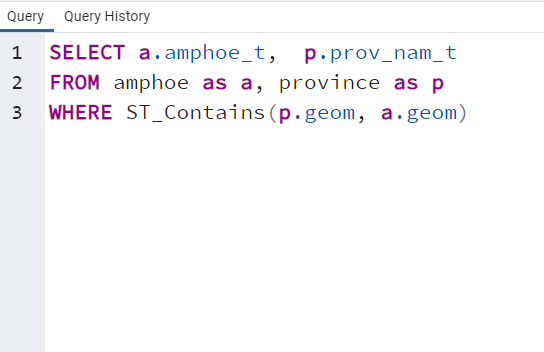 Query Query History
1 SELECT a.amphoe_t,  p.prov_nam_t
2 FROM amphoe as a, province as p
3 WHERE ST_Contains(p.geom, a.geom)